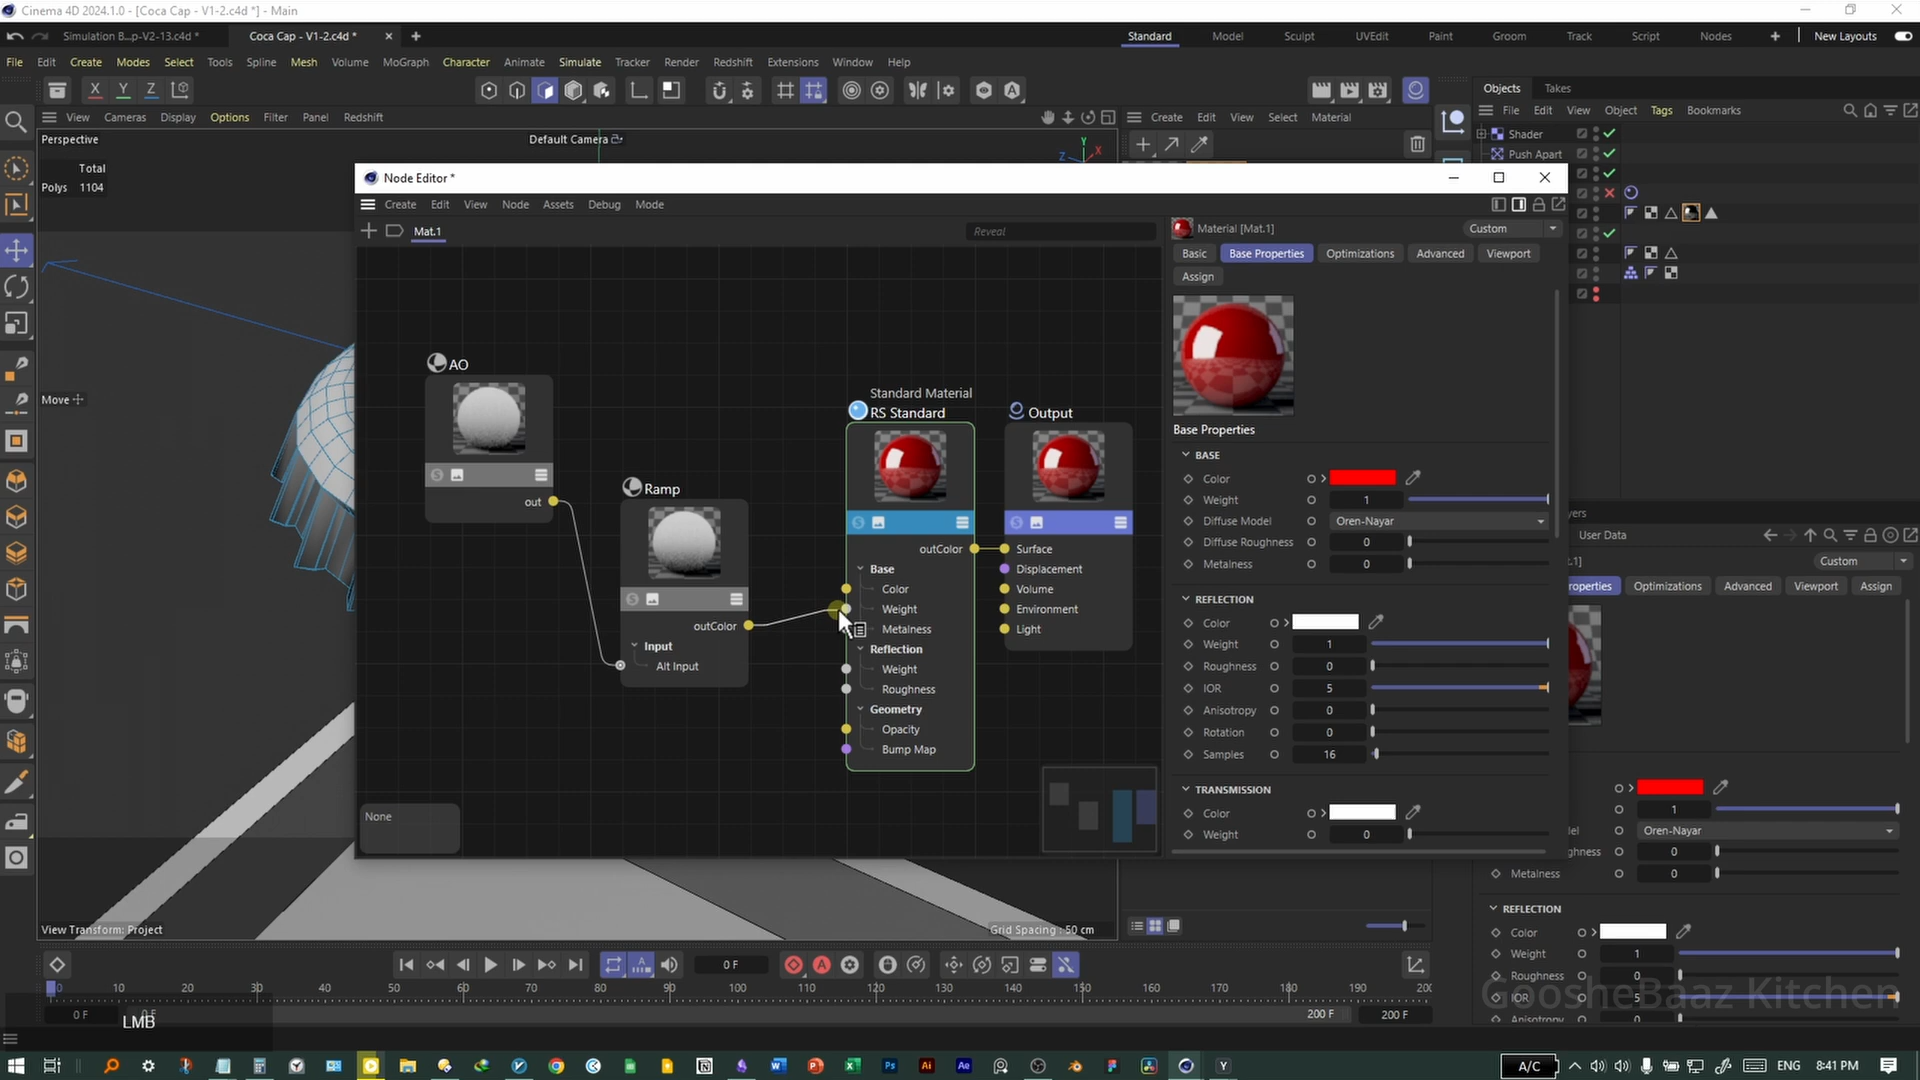 Cinema 4D 2024.1.0 - [Coca Cap - V1-2.c4d *] - Main
Simulation B...p-V2-13.c4d *
Coca Cap - V1-2.c4d *
Standard Model Sculpt UVEdit Paint Groom Track Script Nodes New Layouts
File Edit Create Modes Select Tools Spline Mesh Volume MoGraph Character Animate Simulate Tracker Render Redshift Extensions Window Help
X Y Z
Objects Takes
File Edit View Object Tags Bookmarks
View Cameras Display Options Filter Panel Redshift
Create Edit View Select Material
Perspective
Default Camera
Total
Polys 1104
Y
Z
X
Shader
Push Apart
Node Editor *
Create Edit View Node Assets Debug Mode
Mat.1
Reveal
Material [Mat.1]
Custom
Basic Base Properties Optimizations Advanced Viewport
Assign
Move
AO
out
Ramp
outColor
Input
Alt Input
Standard Material
RS Standard
outColor
Base
Color
Weight
Metalness
Reflection
Weight
Roughness
Geometry
Opacity
Bump Map
Output
Surface
Displacement
Volume
Environment
Light
None
Base Properties
BASE
Color
Weight 1
Diffuse Model Oren-Nayar
Diffuse Roughness 0
Metalness 0
REFLECTION
Color
Weight 1
Roughness 0
IOR 5
Anisotropy 0
Rotation 0
Samples 16
TRANSMISSION
Color
Weight 0
User Data
Custom
Optimizations Advanced Viewport Assign
1
Oren-Nayar
0
Metalness 0
REFLECTION
Color
Weight 1
Roughness 0
IOR 5
GoosheBaaz Kitchen
View Transform: Project
Grid Spacing : 50 cm
0 F
0 10 20 30 40 50 60 70 80 90 100 110 120 130 140 150 160 170 180 190
0 F 0 F 200 F 200 F
LMB
A/C
ENG 8:41 PM